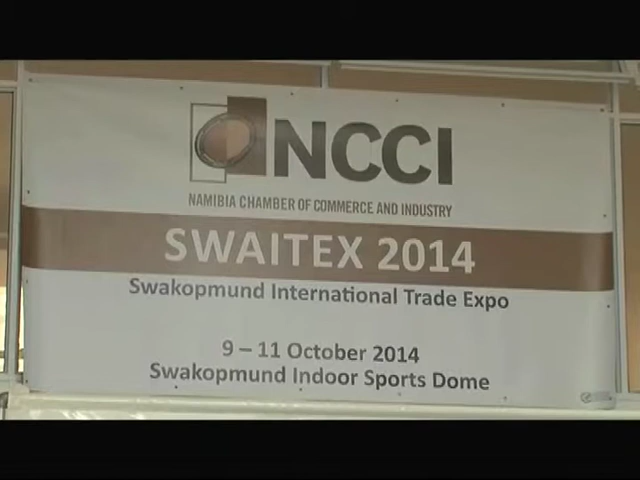 NCCI
NAMIBIA CHAMBER OF COMMERCE AND INDUSTRY
SWAITEX 2014
Swakopmund International Trade Expo
9 – 11 October 2014
Swakopmund Indoor Sports Dome